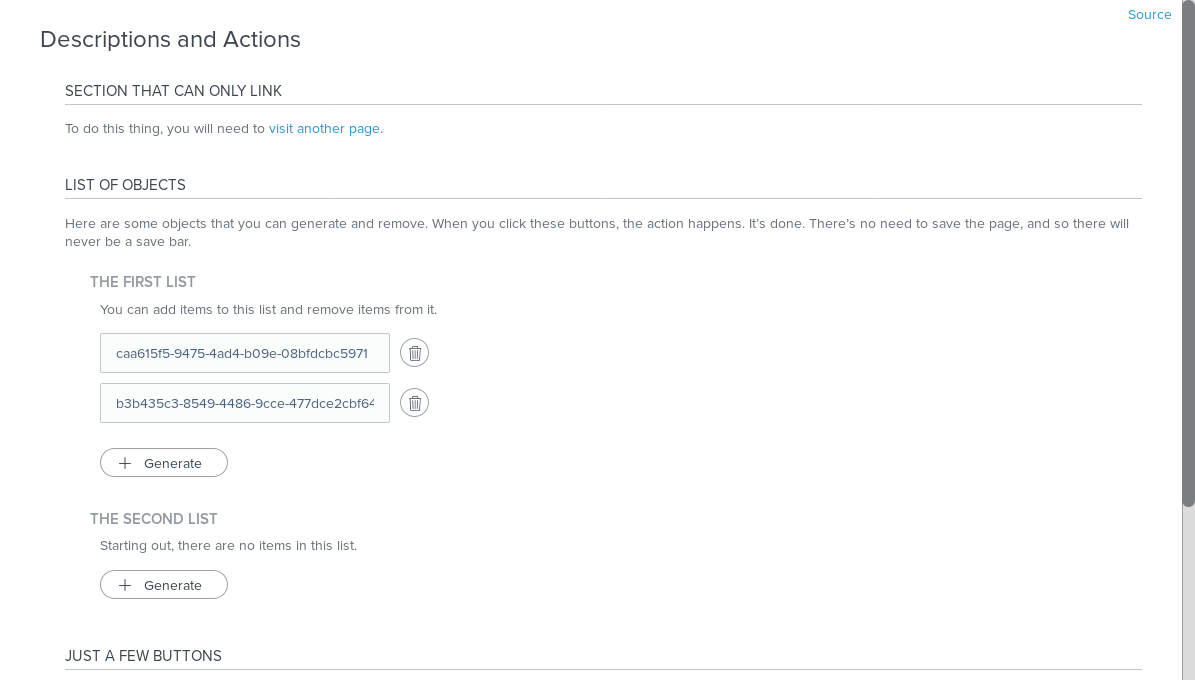 Source
Descriptions and Actions
SECTION THAT CAN ONLY LINK
To do this thing, you will need to visit another page.
LIST OF OBJECTS
Here are some objects that you can generate and remove. When you click these buttons, the action happens. It's done. There's no need to save the page, and so there will
never be a save bar.
THE FIRST LIST
You can add items to this list and remove items from it.
caa615f5-9475-4ad4-b09e-08bfdcbc5971
b3b435c3-8549-4486-9cce-477dce2cbf64
Generate
THE SECOND LIST
Starting out, there are no items in this list.
Generate
JUST A FEW BUTTONS